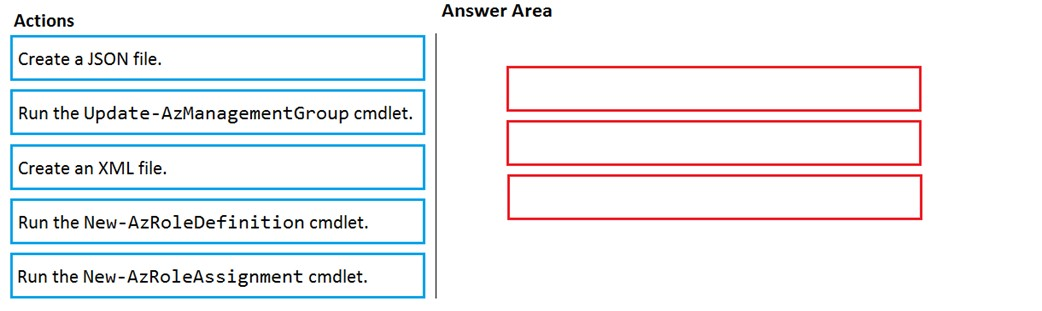 Actions
Create a JSON file.
Run the Update-AzManagementGroup cmdlet.
Create an XML file.
Run the New-AzRoleDefinition cmdlet.
Run the New-AzRoleAssignment cmdlet.
Answer Area